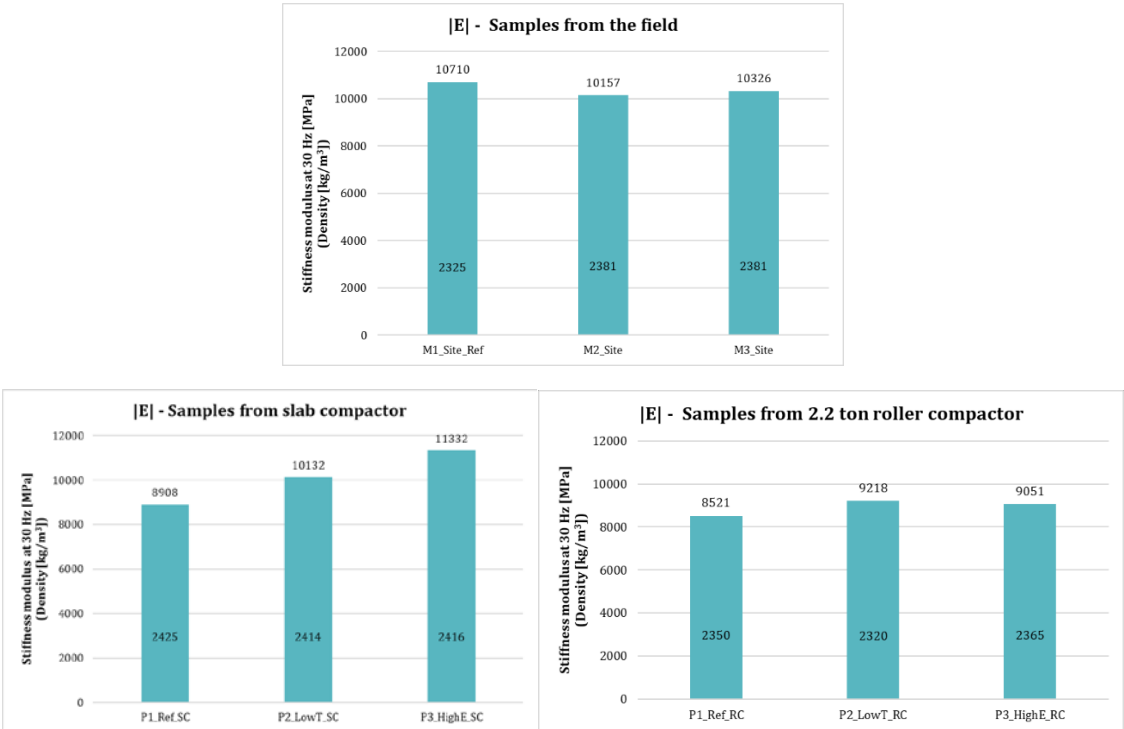 |E| - Samples from the field
Stiffness modulus at 30 Hz [MPa]
(Density [kg/m³])
12000
10000
8000
6000
4000
2000
0
10710
10157
10326
2325
2381
2381
M1_Site_Ref
M2_Site
M3_Site
|E| - Samples from slab compactor
Stiffness modulus at 30 Hz [MPa]
(Density [kg/m³])
12000
10000
8000
6000
4000
2000
0
8908
10132
11332
2425
2414
2416
P1_Ref_SC
P2_LowT_SC
P3_HighE_SC
|E| - Samples from 2.2 ton roller compactor
Stiffness modulus at 30 Hz [MPa]
(Density [kg/m³])
12000
10000
8000
6000
4000
2000
0
8521
9218
9051
2350
2320
2365
P1_Ref_RC
P2_LowT_RC
P3_HighE_RC